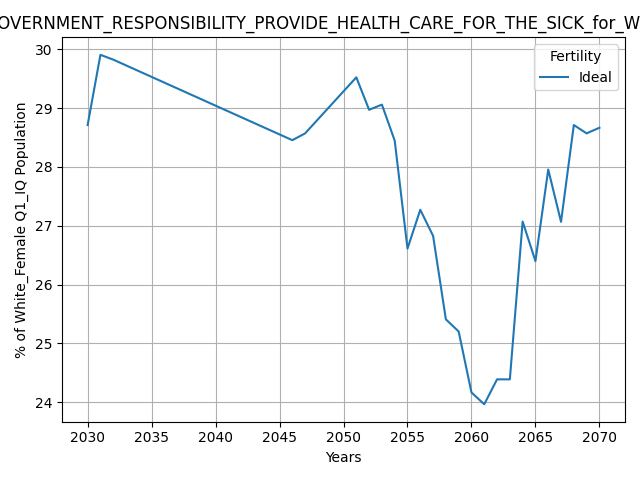 OVERNMENT_RESPONSIBILITY_PROVIDE_HEALTH_CARE_FOR_THE_SICK_for_W
Fertility
Ideal
30
29
28
27
26
25
24
% of White_Female Q1_IQ Population
2030 2035 2040 2045 2050 2055 2060 2065 2070
Years